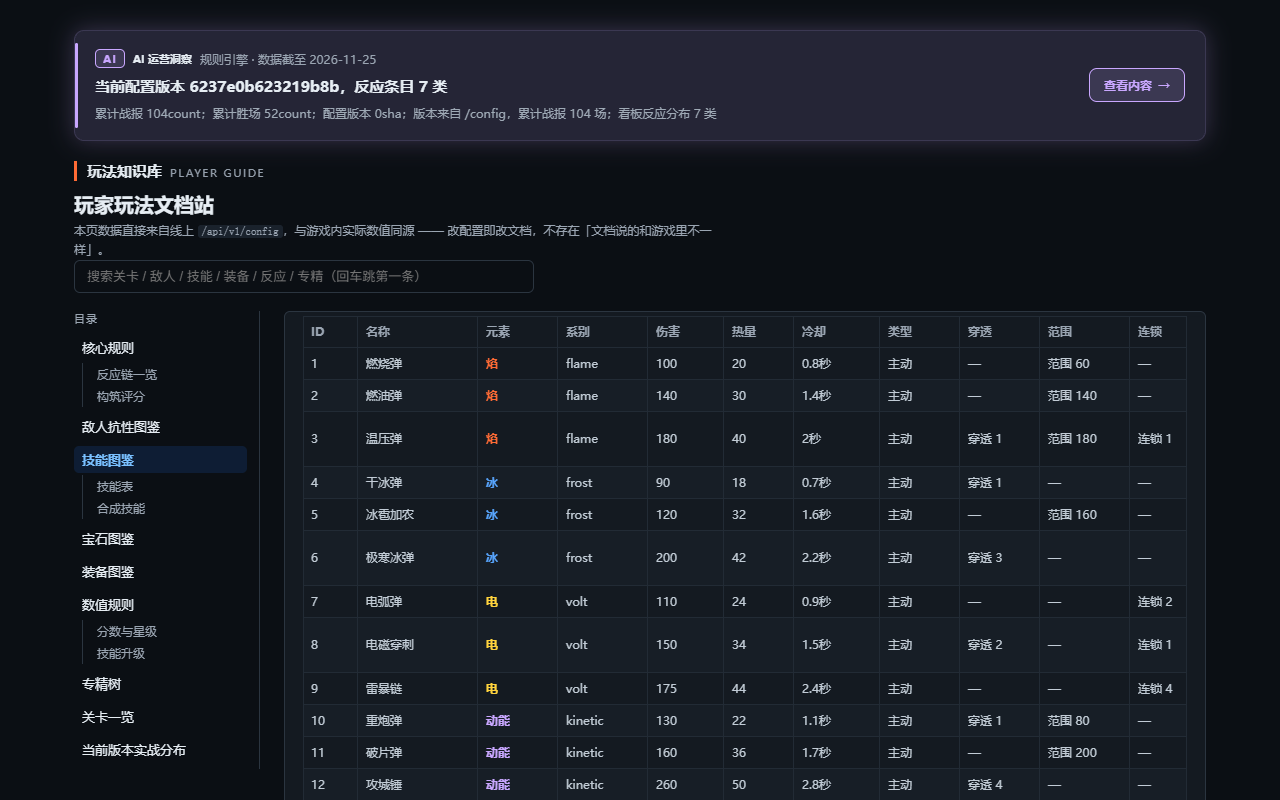 AI AI 运营洞察 规则引擎 · 数据截至 2026-11-25
当前配置版本 6237e0b623219b8b，反应条目 7 类
累计战报 104count；累计胜场 52count；配置版本 0sha；版本来自 /config，累计战报 104 场；看板反应分布 7 类
查看内容 →
玩法知识库 PLAYER GUIDE
玩家玩法文档站
本页数据直接来自线上 /api/v1/config，与游戏内实际数值同源 —— 改配置即改文档，不存在「文档说的和游戏里不一
样」。
搜索关卡 / 敌人 / 技能 / 装备 / 反应 / 专精（回车跳第一条）
目录
核心规则
反应链一览
构筑评分
敌人抗性图鉴
技能图鉴
技能表
合成技能
宝石图鉴
装备图鉴
数值规则
分数与星级
技能升级
专精树
关卡一览
当前版本实战分布
ID 名称 元素 系别 伤害 热量 冷却 类型 穿透 范围 连锁
1 燃烧弹 焰 flame 100 20 0.8秒 主动 — 范围 60 —
2 燃油弹 焰 flame 140 30 1.4秒 主动 — 范围 140 —
3 温压弹 焰 flame 180 40 2秒 主动 穿透 1 范围 180 连锁 1
4 干冰弹 冰 frost 90 18 0.7秒 主动 穿透 1 — —
5 冰雹加农 冰 frost 120 32 1.6秒 主动 — 范围 160 —
6 极寒冰弹 冰 frost 200 42 2.2秒 主动 穿透 3 — —
7 电弧弹 电 volt 110 24 0.9秒 主动 — — 连锁 2
8 电磁穿刺 电 volt 150 34 1.5秒 主动 穿透 2 — 连锁 1
9 雷暴链 电 volt 175 44 2.4秒 主动 — — 连锁 4
10 重炮弹 动能 kinetic 130 22 1.1秒 主动 穿透 1 范围 80 —
11 破片弹 动能 kinetic 160 36 1.7秒 主动 — 范围 200 —
12 攻城锤 动能 kinetic 260 50 2.8秒 主动 穿透 4 — —